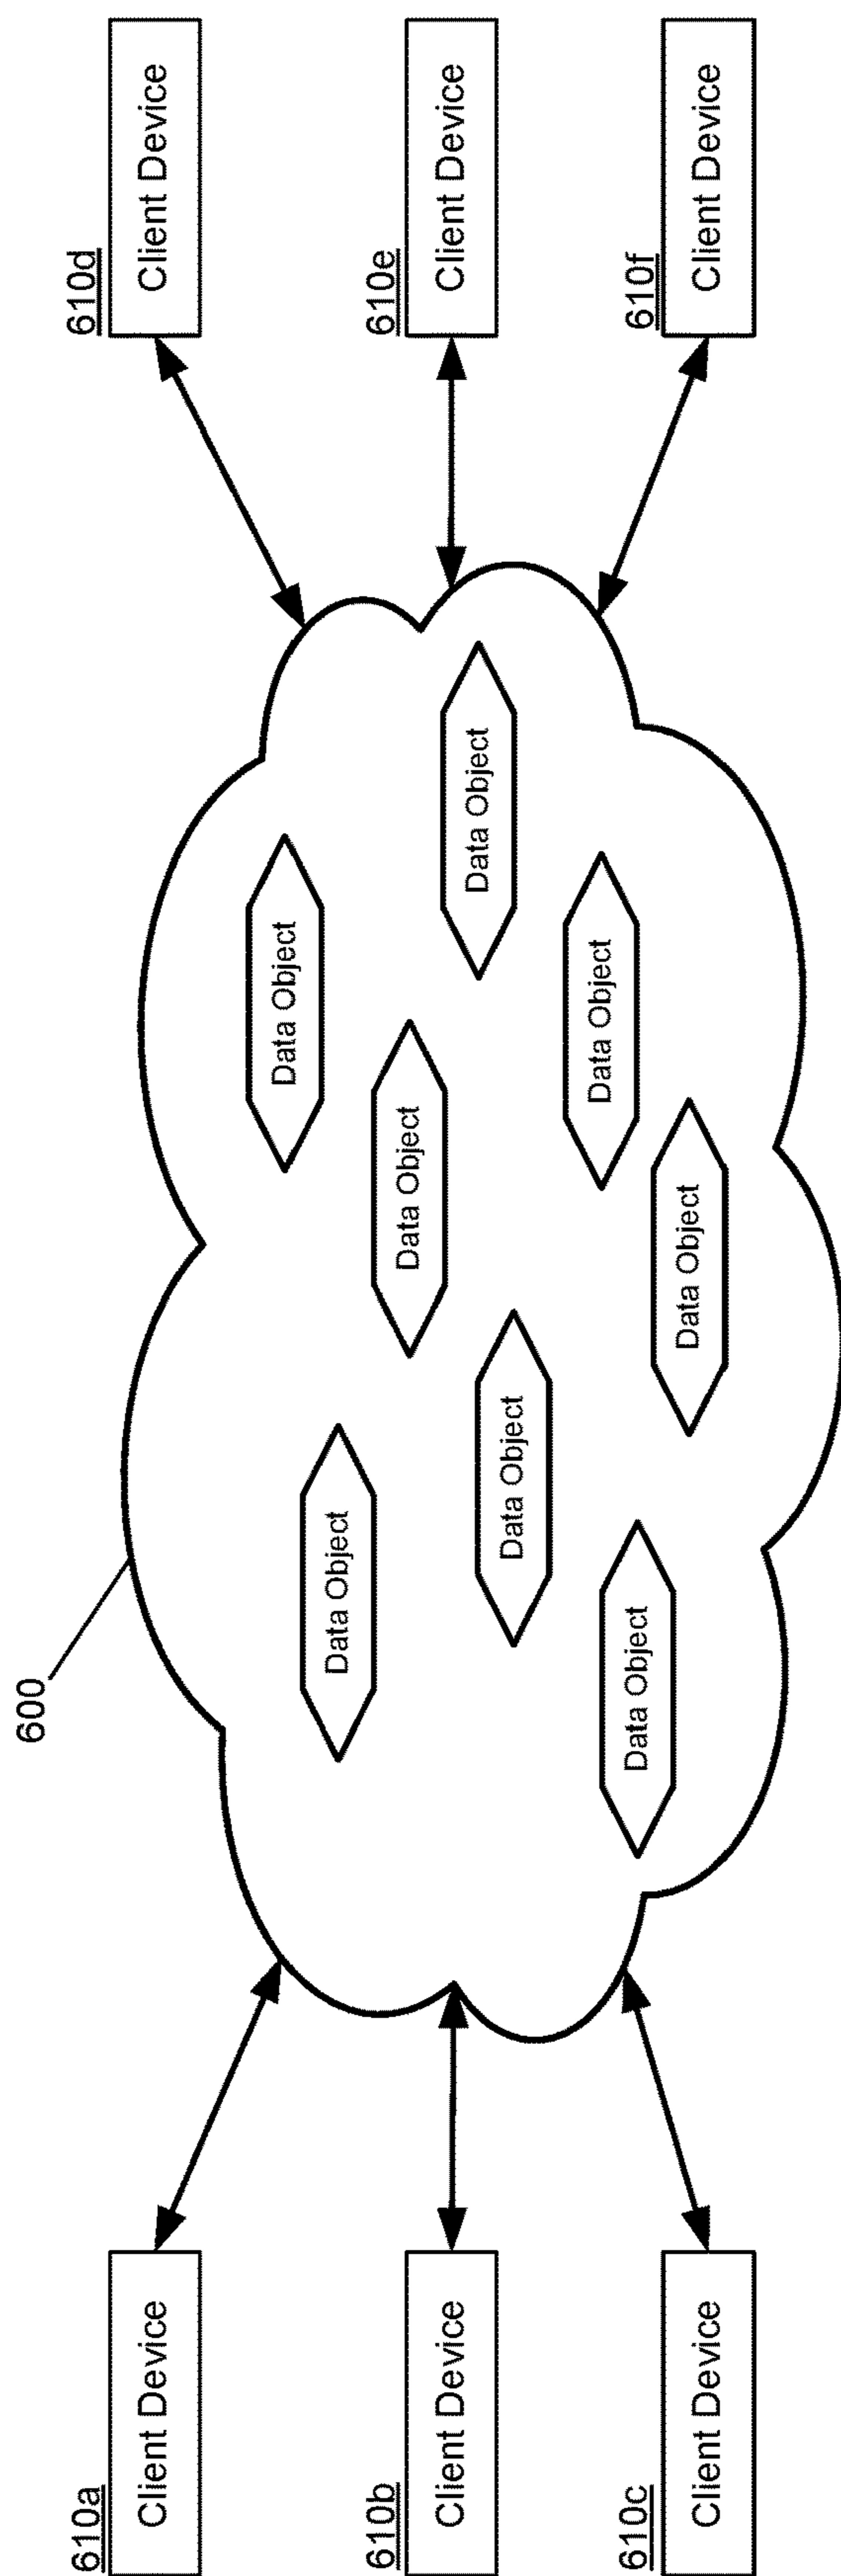 600
610a
Client Device
610b
Client Device
610c
Client Device
Data Object
Data Object
Data Object
Data Object
Data Object
Data Object
Data Object
Data Object
610d
Client Device
610e
Client Device
610f
Client Device